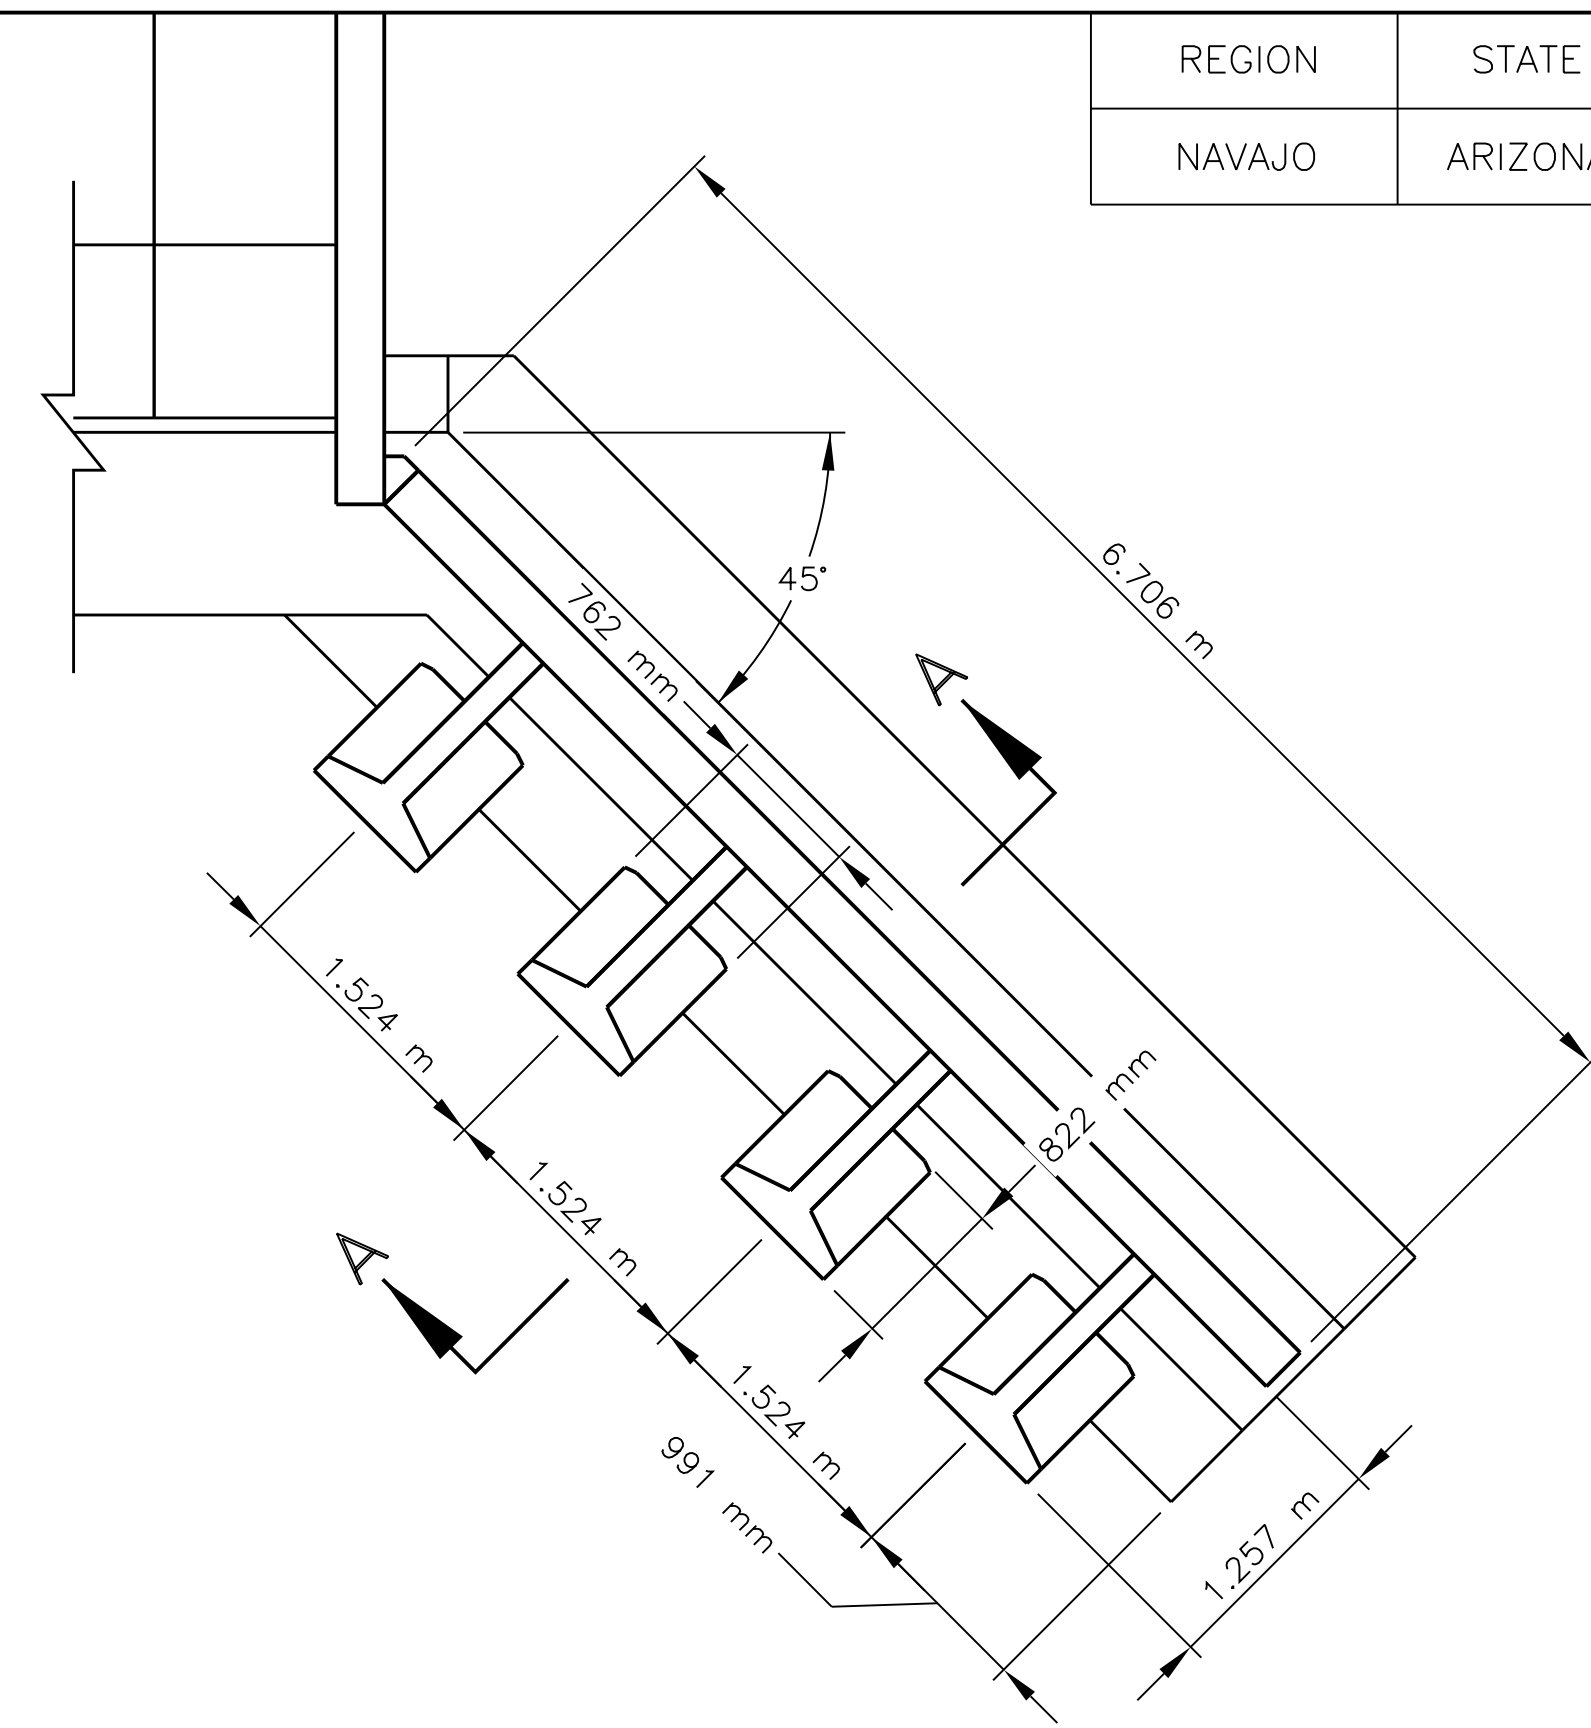 REGION STATE
NAVAJO ARIZONA
6.706 m
45°
762 mm
A
1.524 m
822 mm
1.524 m
A
1.524 m
991 mm
1.257 m